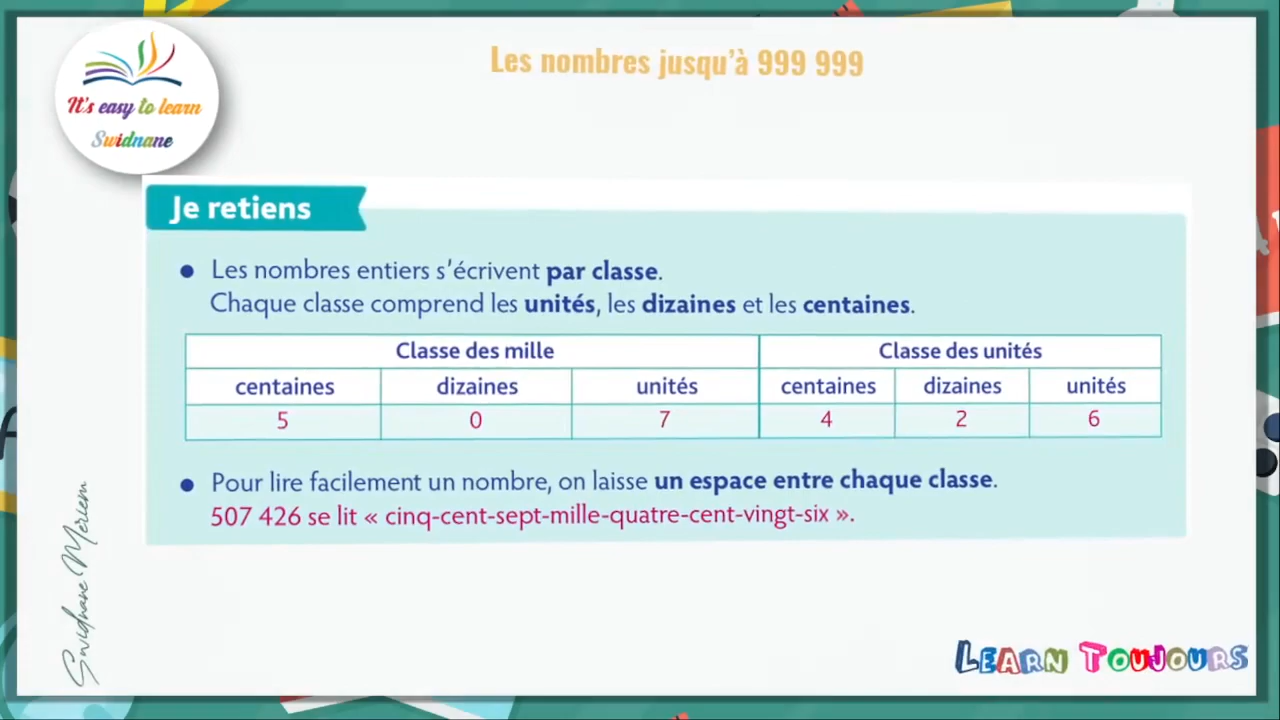 Les nombres jusqu'à 999 999
It's easy to learn
Swidnane
Je retiens
● Les nombres entiers s'écrivent par classe.
Chaque classe comprend les unités, les dizaines et les centaines.
Classe des mille Classe des unités
centaines dizaines unités centaines dizaines unités
5 0 7 4 2 6
● Pour lire facilement un nombre, on laisse un espace entre chaque classe.
507 426 se lit « cinq-cent-sept-mille-quatre-cent-vingt-six ».
Swidnane Meriem
LEARN TOUJOURS